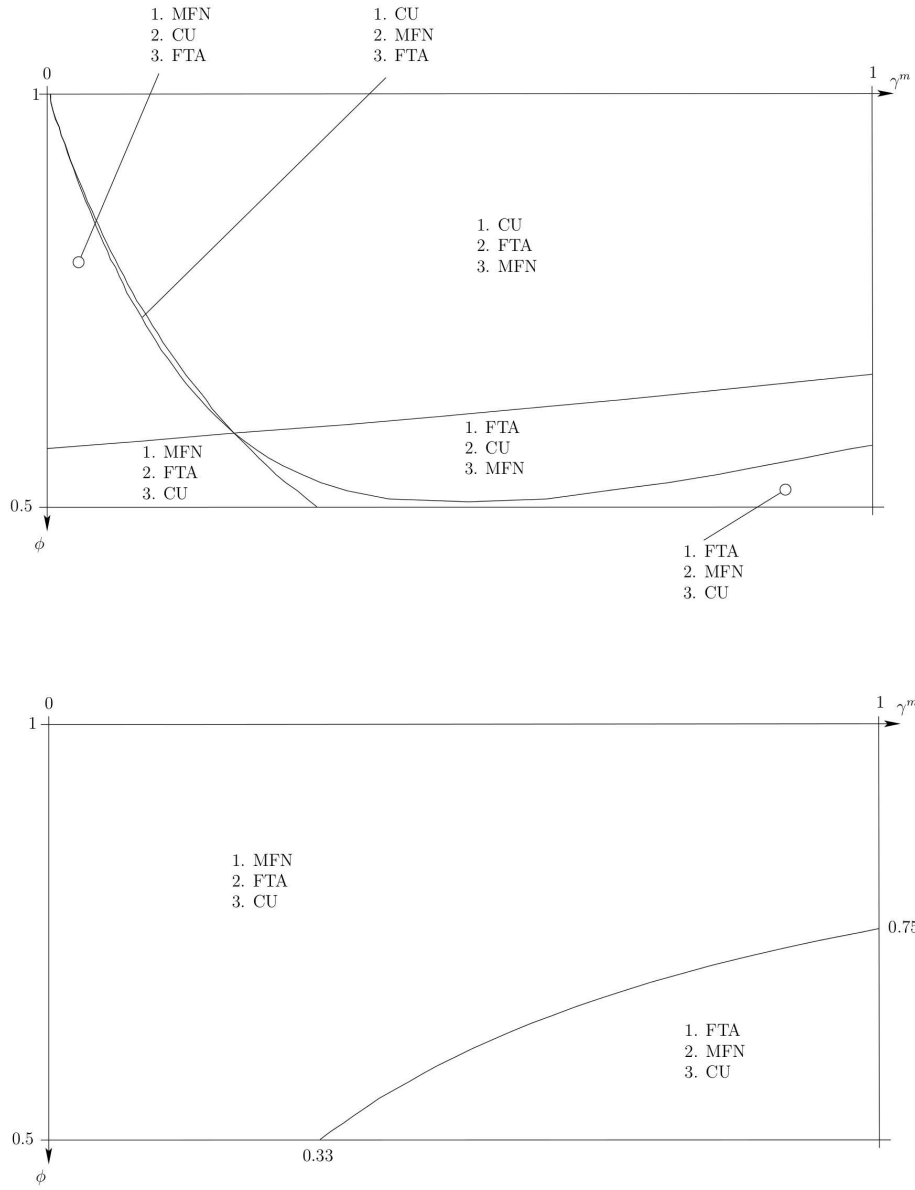 1. MFN
2. CU
3. FTA
1. CU
2. MFN
3. FTA
0
1
γᵐ
1
1. CU
2. FTA
3. MFN
1. FTA
2. CU
3. MFN
1. MFN
2. FTA
3. CU
0.5
ϕ
1. FTA
2. MFN
3. CU
0
1
γᵐ
1
1. MFN
2. FTA
3. CU
0.75
1. FTA
2. MFN
3. CU
0.5
0.33
ϕ